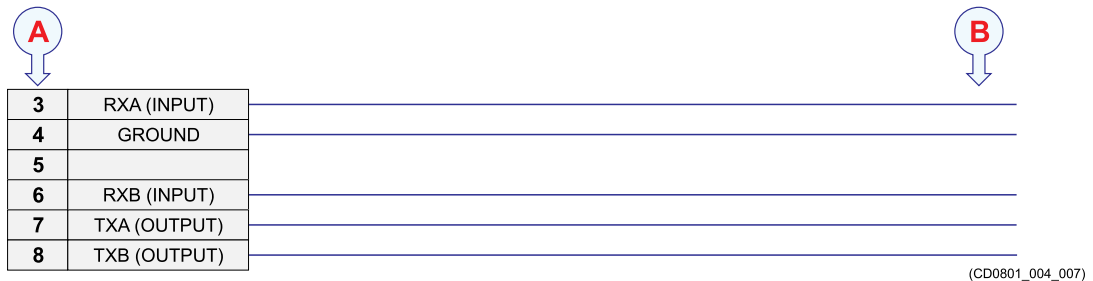 A B
3 RXA (INPUT)
4 GROUND
5
6 RXB (INPUT)
7 TXA (OUTPUT)
8 TXB (OUTPUT)
(CD0801_004_007)